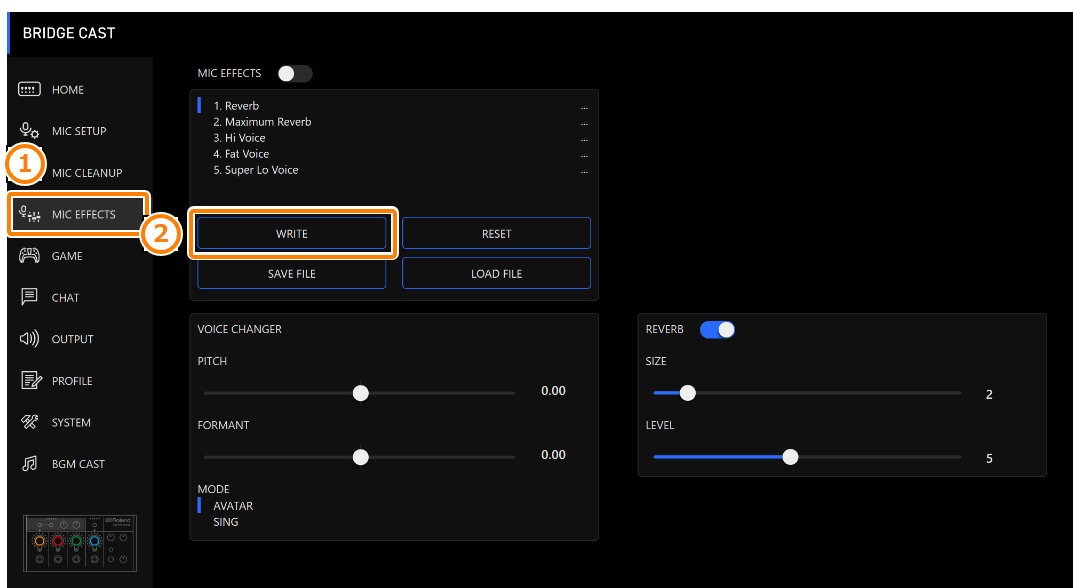 BRIDGE CAST
HOME
MIC SETUP
1
MIC CLEANUP
MIC EFFECTS
2
GAME
CHAT
OUTPUT
PROFILE
SYSTEM
BGM CAST
Roland
MIC EFFECTS
1. Reverb ...
2. Maximum Reverb ...
3. Hi Voice ...
4. Fat Voice ...
5. Super Lo Voice ...
WRITE RESET
SAVE FILE LOAD FILE
VOICE CHANGER
PITCH
0.00
FORMANT
0.00
MODE
AVATAR
SING
REVERB
SIZE
2
LEVEL
5